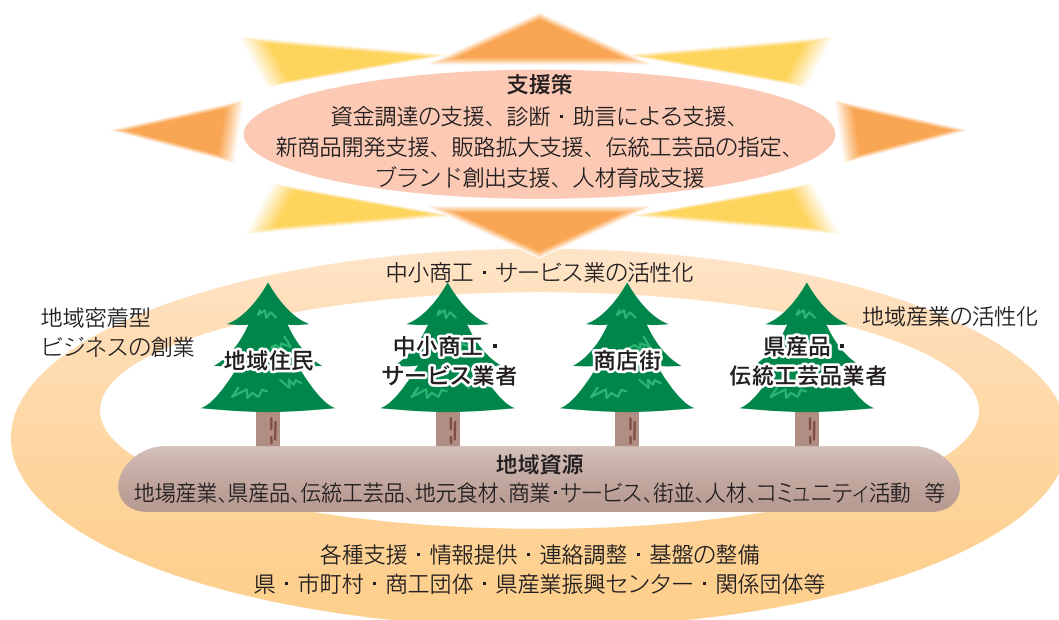 支援策
資金調達の支援、診断・助言による支援、
新商品開発支援、販路拡大支援、伝統工芸品の指定、
ブランド創出支援、人材育成支援
中小商工・サービス業の活性化
地域密着型
ビジネスの創業
地域産業の活性化
地域住民
中小商工・
サービス業者
商店街
県産品・
伝統工芸品業者
地域資源
地場産業、県産品、伝統工芸品、地元食材、商業・サービス、街並、人材、コミュニティ活動 等
各種支援・情報提供・連絡調整・基盤の整備
県・市町村・商工団体・県産業振興センター・関係団体等